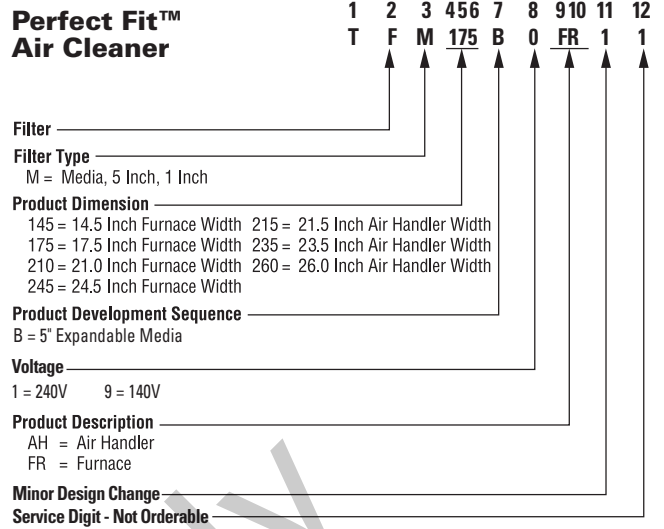 Perfect Fit™
Air Cleaner
1 2 3 456 7 8 910 11 12
T F M 175 B 0 FR 1 1
Filter
Filter Type
M = Media, 5 Inch, 1 Inch
Product Dimension
145 = 14.5 Inch Furnace Width 215 = 21.5 Inch Air Handler Width
175 = 17.5 Inch Furnace Width 235 = 23.5 Inch Air Handler Width
210 = 21.0 Inch Furnace Width 260 = 26.0 Inch Air Handler Width
245 = 24.5 Inch Furnace Width
Product Development Sequence
B = 5" Expandable Media
Voltage
1 = 240V 9 = 140V
Product Description
AH = Air Handler
FR = Furnace
Minor Design Change
Service Digit - Not Orderable